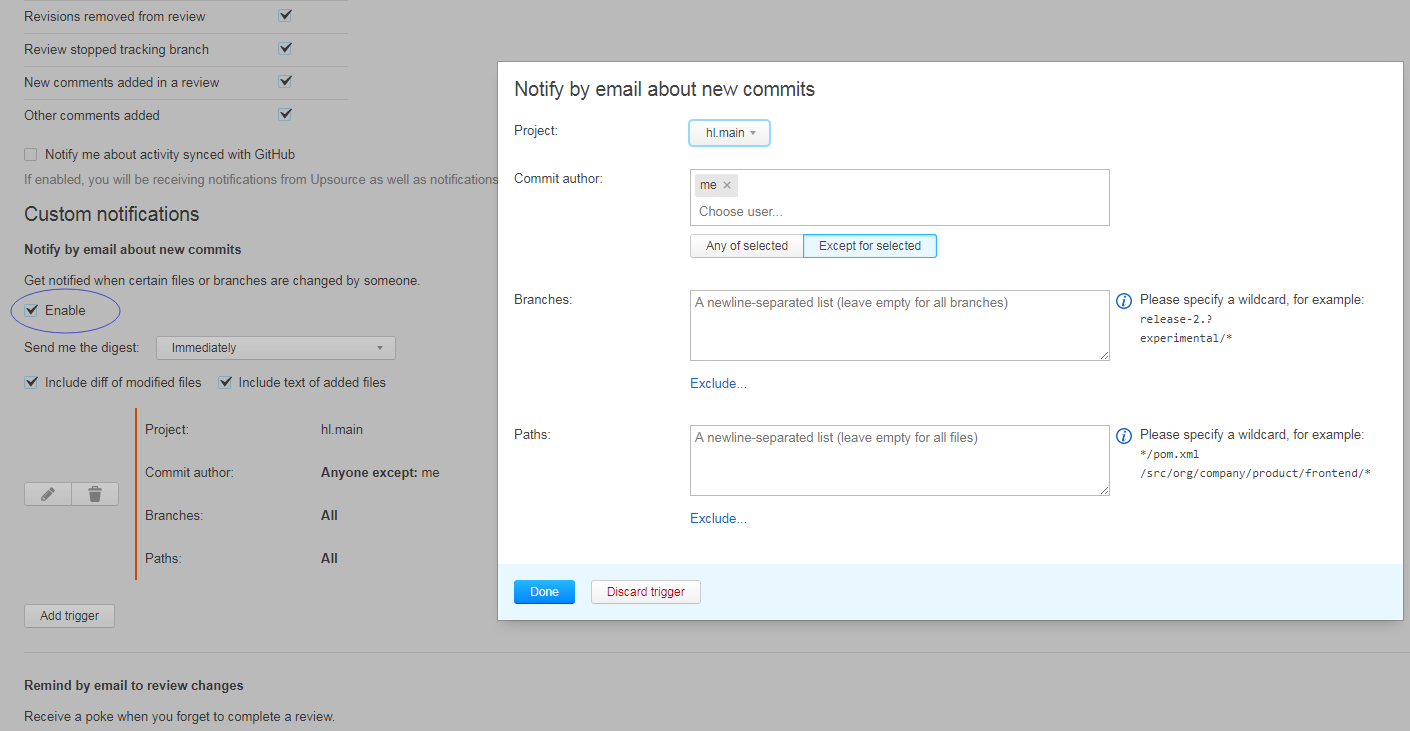 Revisions removed from review
Review stopped tracking branch
New comments added in a review
Other comments added
Notify me about activity synced with GitHub
If enabled, you will be receiving notifications from Upsource as well as notifications
Custom notifications
Notify by email about new commits
Get notified when certain files or branches are changed by someone.
Enable
Send me the digest: Immediately
Include diff of modified files Include text of added files
Project: hl.main
Commit author: Anyone except: me
Branches: All
Paths: All
Add trigger
Remind by email to review changes
Receive a poke when you forget to complete a review.
Notify by email about new commits
Project: hl.main
Commit author: me ×
Choose user...
Any of selected Except for selected
Branches: A newline-separated list (leave empty for all branches) Please specify a wildcard, for example:
release-2.?
experimental/*
Exclude...
Paths: A newline-separated list (leave empty for all files) Please specify a wildcard, for example:
*/pom.xml
/src/org/company/product/frontend/*
Exclude...
Done Discard trigger